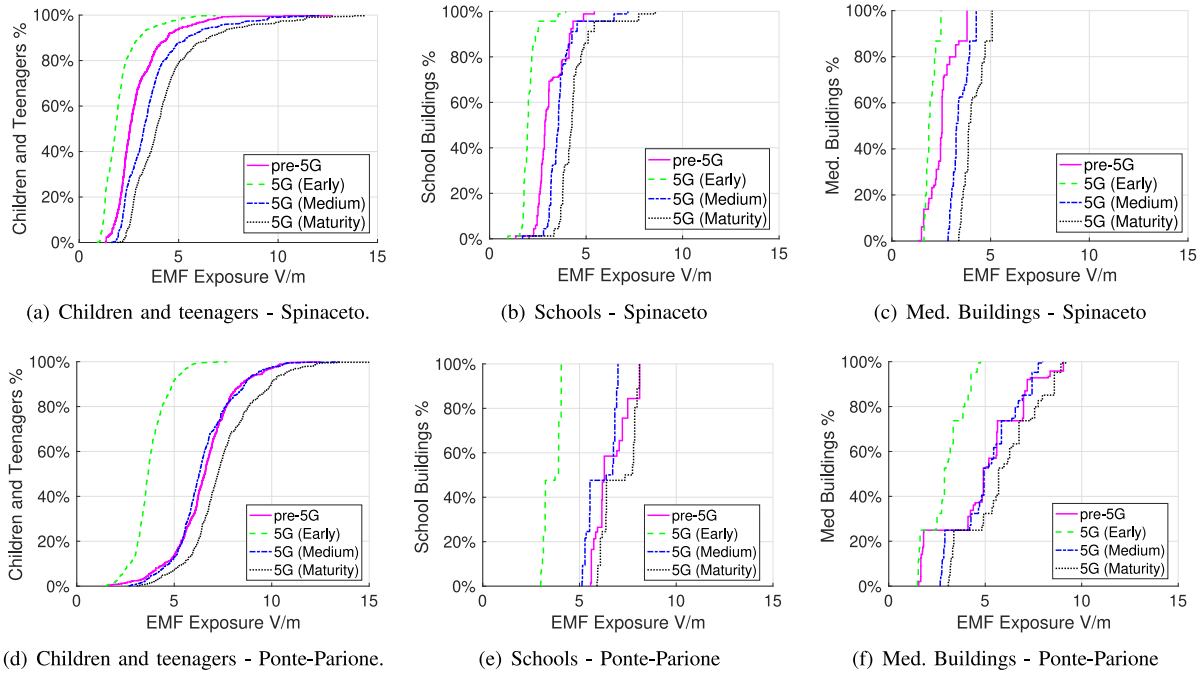 100%
80%
60%
40%
20%
0%
Children and Teenagers %
0 5 10 15
EMF Exposure V/m
pre-5G
5G (Early)
5G (Medium)
5G (Maturity)
(a) Children and teenagers - Spinaceto.
100%
80%
60%
40%
20%
0%
School Buildings %
0 5 10 15
EMF Exposure V/m
pre-5G
5G (Early)
5G (Medium)
5G (Maturity)
(b) Schools - Spinaceto
100%
80%
60%
40%
20%
0%
Med. Buildings %
0 5 10 15
EMF Exposure V/m
pre-5G
5G (Early)
5G (Medium)
5G (Maturity)
(c) Med. Buildings - Spinaceto
100%
80%
60%
40%
20%
0%
Children and Teenagers %
0 5 10 15
EMF Exposure V/m
pre-5G
5G (Early)
5G (Medium)
5G (Maturity)
(d) Children and teenagers - Ponte-Parione.
100%
80%
60%
40%
20%
0%
School Buildings %
0 5 10 15
EMF Exposure V/m
pre-5G
5G (Early)
5G (Medium)
5G (Maturity)
(e) Schools - Ponte-Parione
100%
80%
60%
40%
20%
0%
Med Buildings %
0 5 10 15
EMF Exposure V/m
pre-5G
5G (Early)
5G (Medium)
5G (Maturity)
(f) Med. Buildings - Ponte-Parione